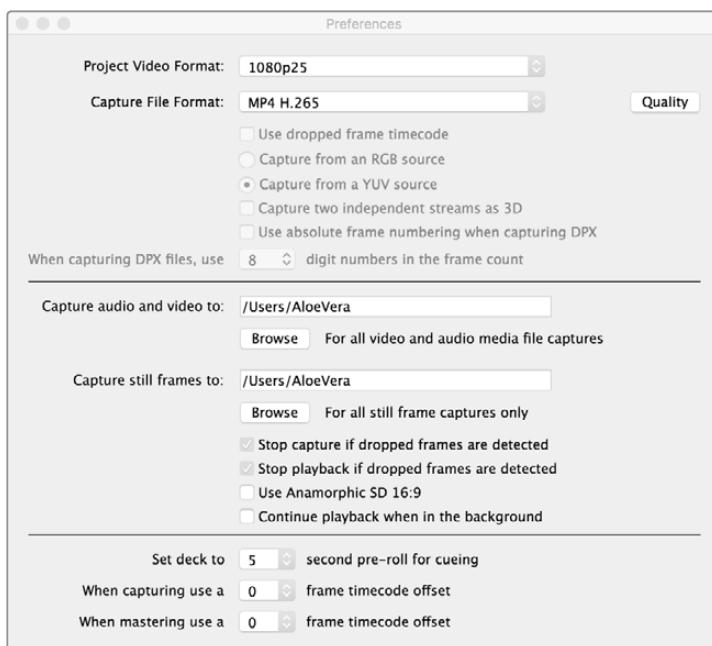 Preferences
Project Video Format: 1080p25
Capture File Format: MP4 H.265 Quality
Use dropped frame timecode
Capture from an RGB source
Capture from a YUV source
Capture two independent streams as 3D
Use absolute frame numbering when capturing DPX
When capturing DPX files, use 8 digit numbers in the frame count
Capture audio and video to: /Users/AloeVera
Browse For all video and audio media file captures
Capture still frames to: /Users/AloeVera
Browse For all still frame captures only
Stop capture if dropped frames are detected
Stop playback if dropped frames are detected
Use Anamorphic SD 16:9
Continue playback when in the background
Set deck to 5 second pre-roll for cueing
When capturing use a 0 frame timecode offset
When mastering use a 0 frame timecode offset